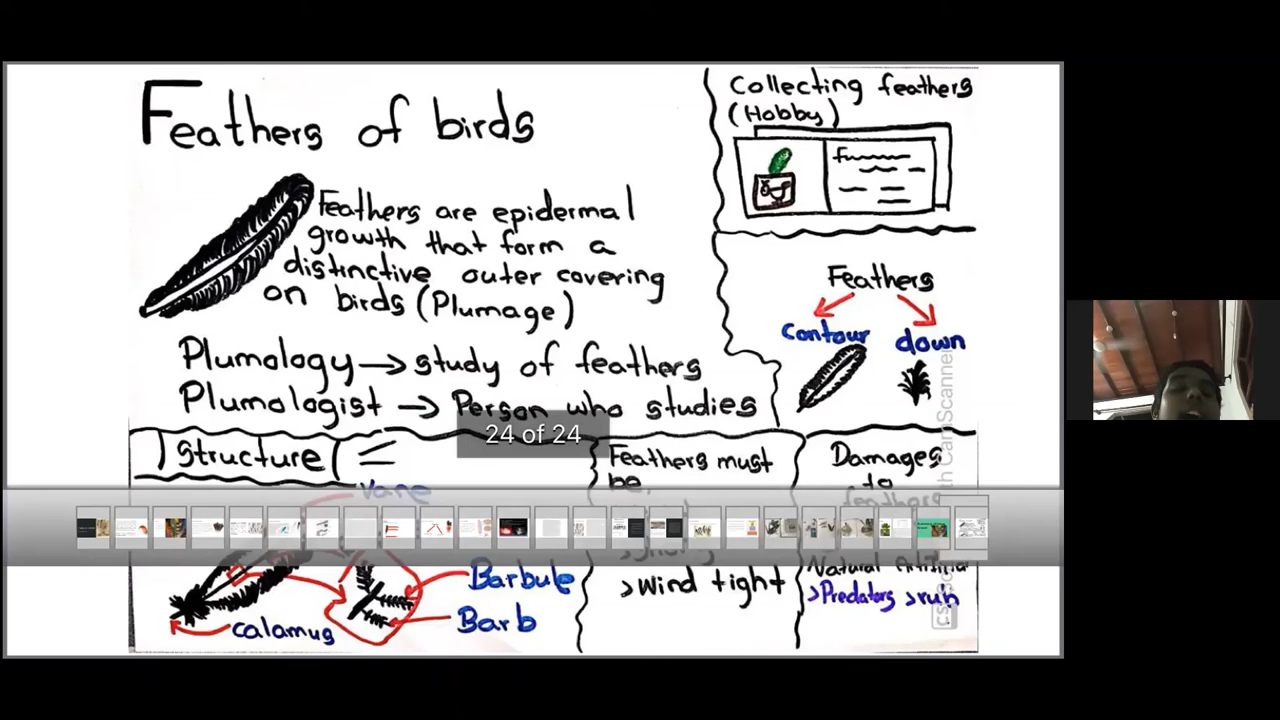 Feathers of birds
Feathers are epidermal
growth that form a
distinctive outer covering
on birds (Plumage)
Plumology → study of feathers
Plumologist → Person who studies
24 of 24
Collecting feathers
(Hobby)
Feathers
contour
down
Structure
Vane
Barbule
Barb
calamus
Feathers must
be
> wind tight
Damages
to
feathers
Natural
> Predators > run
CamScanner